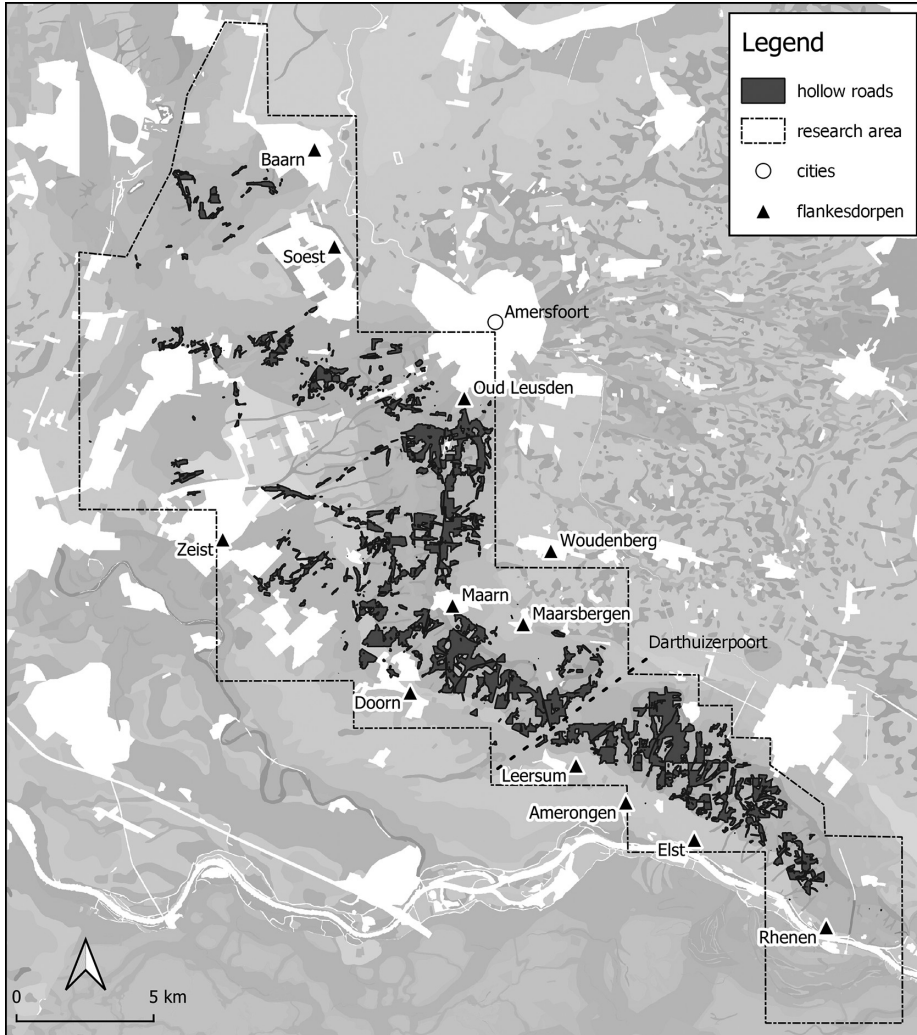 Legend
hollow roads
research area
cities
flankesdorpen
Baarn
Soest
Amersfoort
Oud Leusden
Zeist
Woudenberg
Maarn
Maarsbergen
Darthuizerpoort
Doorn
Leersum
Amerongen
Elst
Rhenen
0 5 km